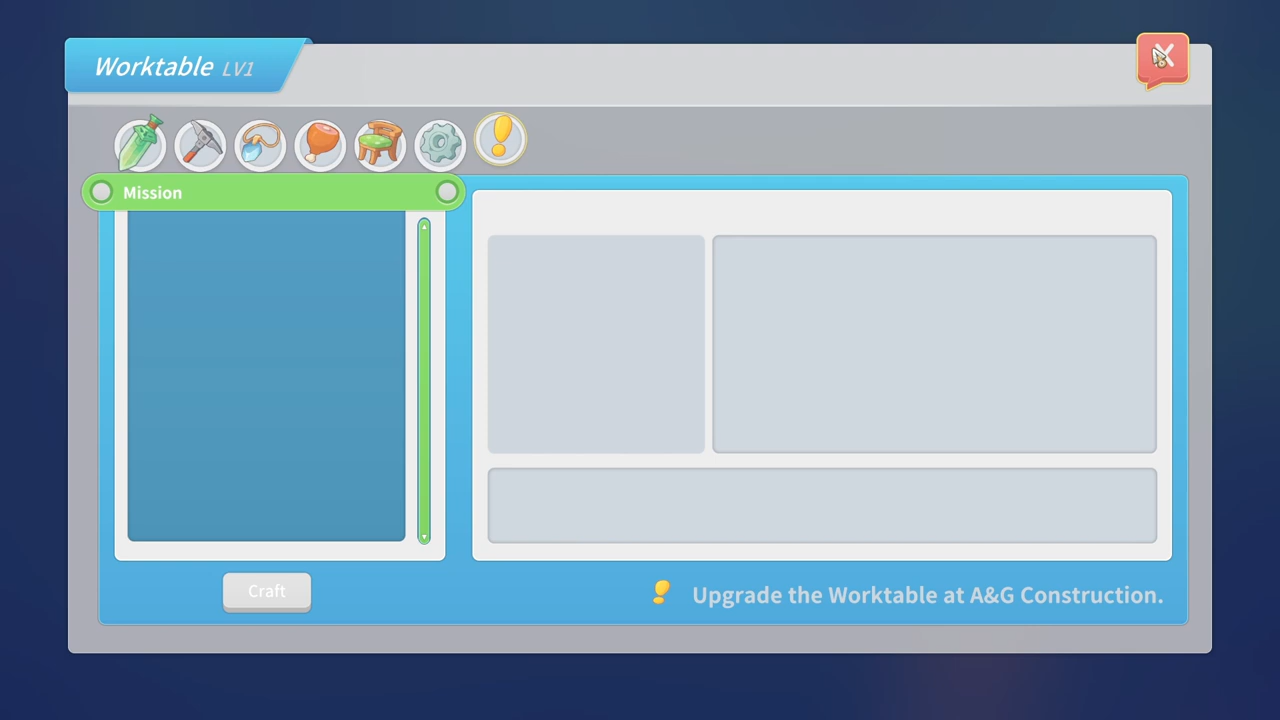 Worktable LV1
Mission
Craft
Upgrade the Worktable at A&G Construction.